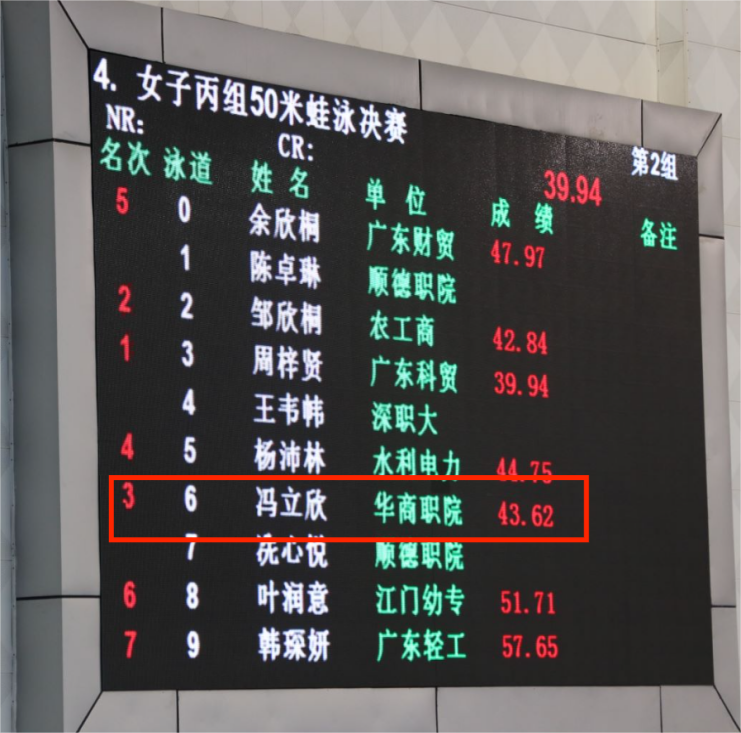 4. 女子丙组50米蛙泳决赛
NR:
CR:
第2组
39.94
名次 泳道 姓名 单位 成绩 备注
5 0 余欣桐 广东财贸 47.97
1 陈卓琳 顺德职院
2 2 邹欣桐 农工商 42.84
1 3 周梓贤 广东科贸 39.94
4 王韦帏 深职大
4 5 杨沛林 水利电力 44.75
3 6 冯立欣 华商职院 43.62
7 冼心悦 顺德职院
6 8 叶润意 江门幼专 51.71
7 9 韩琛妍 广东轻工 57.65